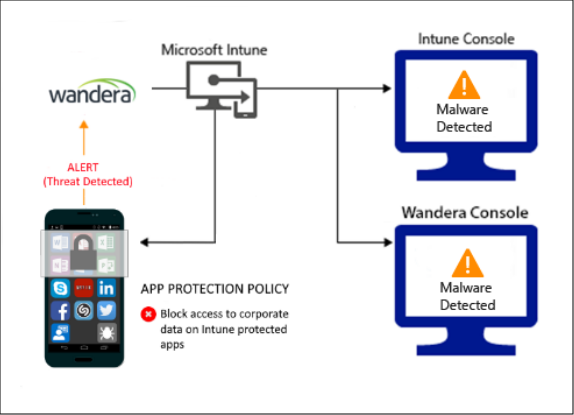 Microsoft Intune
Intune Console
wandera
Malware
Detected
ALERT
(Threat Detected)
Wandera Console
Malware
Detected
APP PROTECTION POLICY
Block access to corporate
data on Intune protected
apps